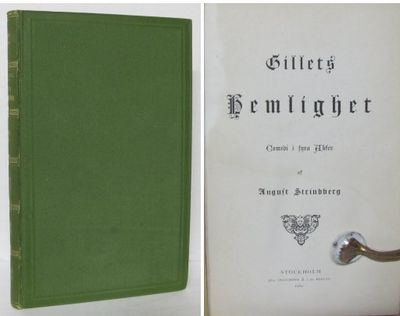 Gillets
Hemlighet
Comedi i fyra Akter
af
August Strindberg
STOCKHOLM